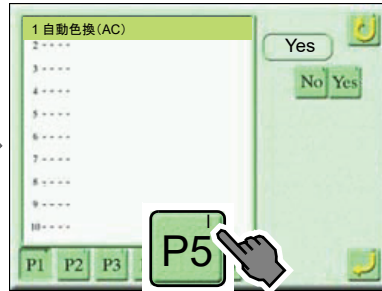 1 自動色換（AC）
2 - - - -
3 - - - -
4 - - - -
5 - - - -
6 - - - -
7 - - - -
8 - - - -
9 - - - -
10 - - - -
Yes
No Yes
P1 P2 P3 P5